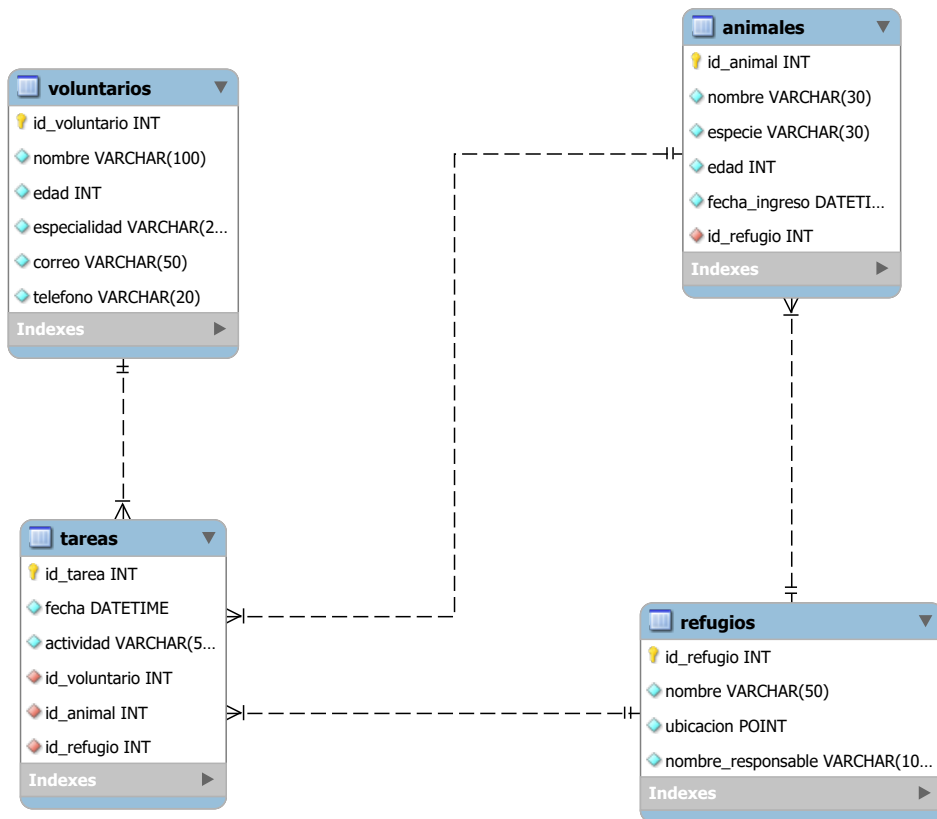 voluntarios
id_voluntario INT
nombre VARCHAR(100)
edad INT
especialidad VARCHAR(2...
correo VARCHAR(50)
telefono VARCHAR(20)
Indexes
animales
id_animal INT
nombre VARCHAR(30)
especie VARCHAR(30)
edad INT
fecha_ingreso DATETI...
id_refugio INT
Indexes
tareas
id_tarea INT
fecha DATETIME
actividad VARCHAR(5...
id_voluntario INT
id_animal INT
id_refugio INT
Indexes
refugios
id_refugio INT
nombre VARCHAR(50)
ubicacion POINT
nombre_responsable VARCHAR(10...
Indexes